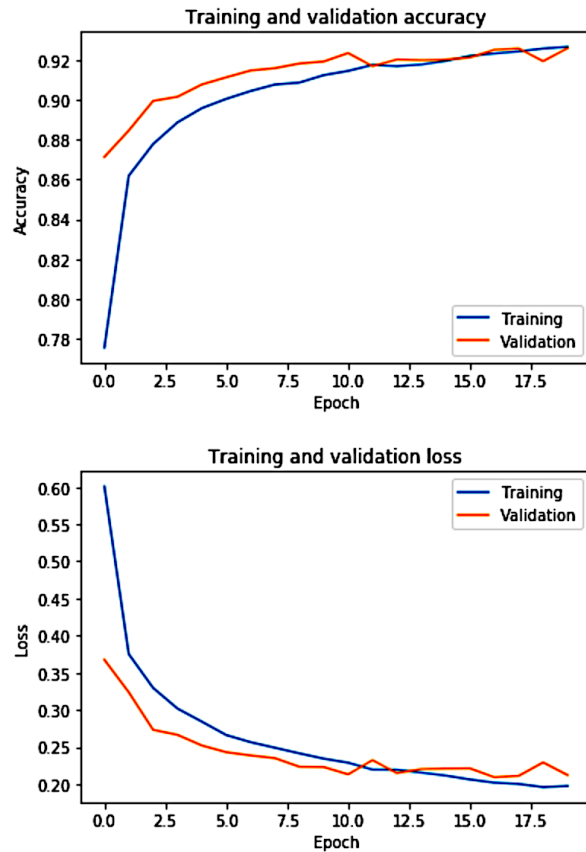 Training and validation accuracy
0.92
0.90
0.88
0.86
0.84
0.82
0.80
0.78
Accuracy
Training
Validation
0.0 2.5 5.0 7.5 10.0 12.5 15.0 17.5
Epoch
Training and validation loss
0.60
0.55
0.50
0.45
0.40
0.35
0.30
0.25
0.20
Loss
Training
Validation
0.0 2.5 5.0 7.5 10.0 12.5 15.0 17.5
Epoch